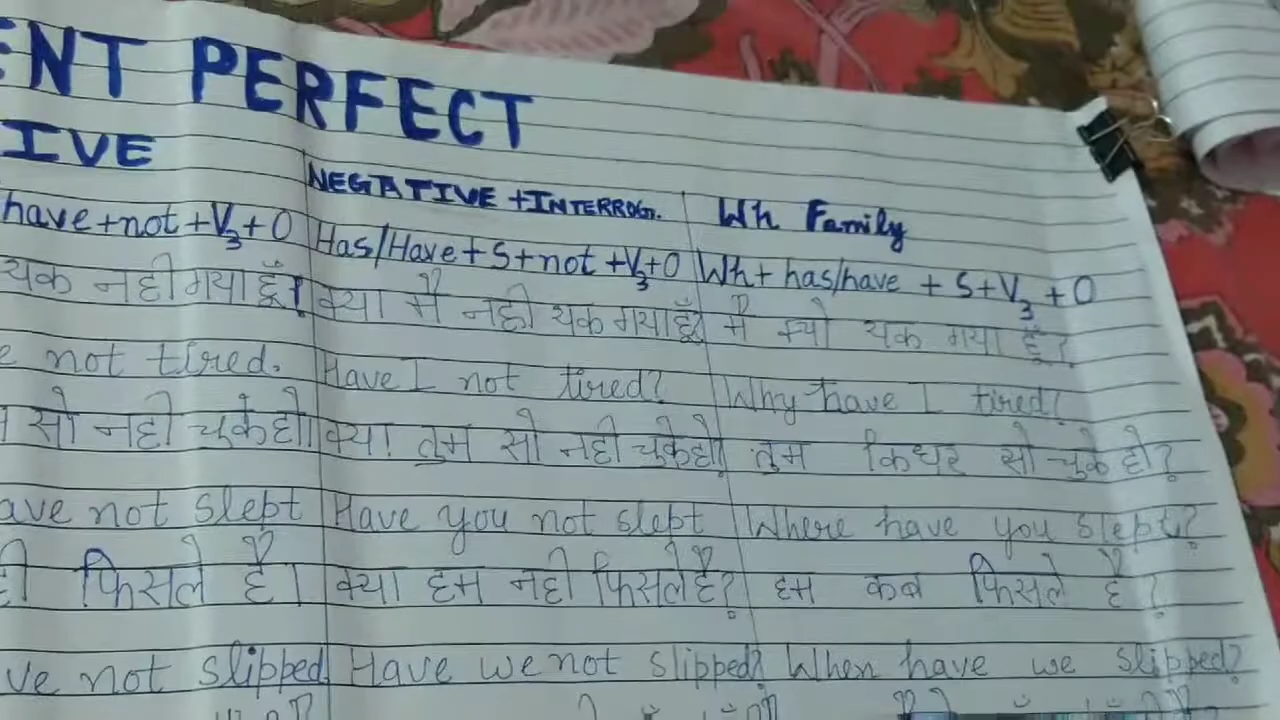 ENT PERFECT
IVE
NEGATIVE + INTERROG.
Wh Family
have+not+V3+O
Has/Have+S+not+V3+O
Wh+ has/have + S+V3 +O
थक नही गया हूँ।
क्या मैं नही थक गया हूँ?
मैं क्यो थक गया हूँ?
e not tired.
Have I not tired?
Why have I tired?
सो नही चुके हो
क्या तुम सो नही चुके हो?
तुम किधर सो चुके हो?
ave not slept
Have you not slept
Where have you slept?
ही फिसले हैं।
क्या हम नही फिसले हैं?
हम कब फिसले हैं?
ve not slipped
Have we not slipped?
When have we slipped?